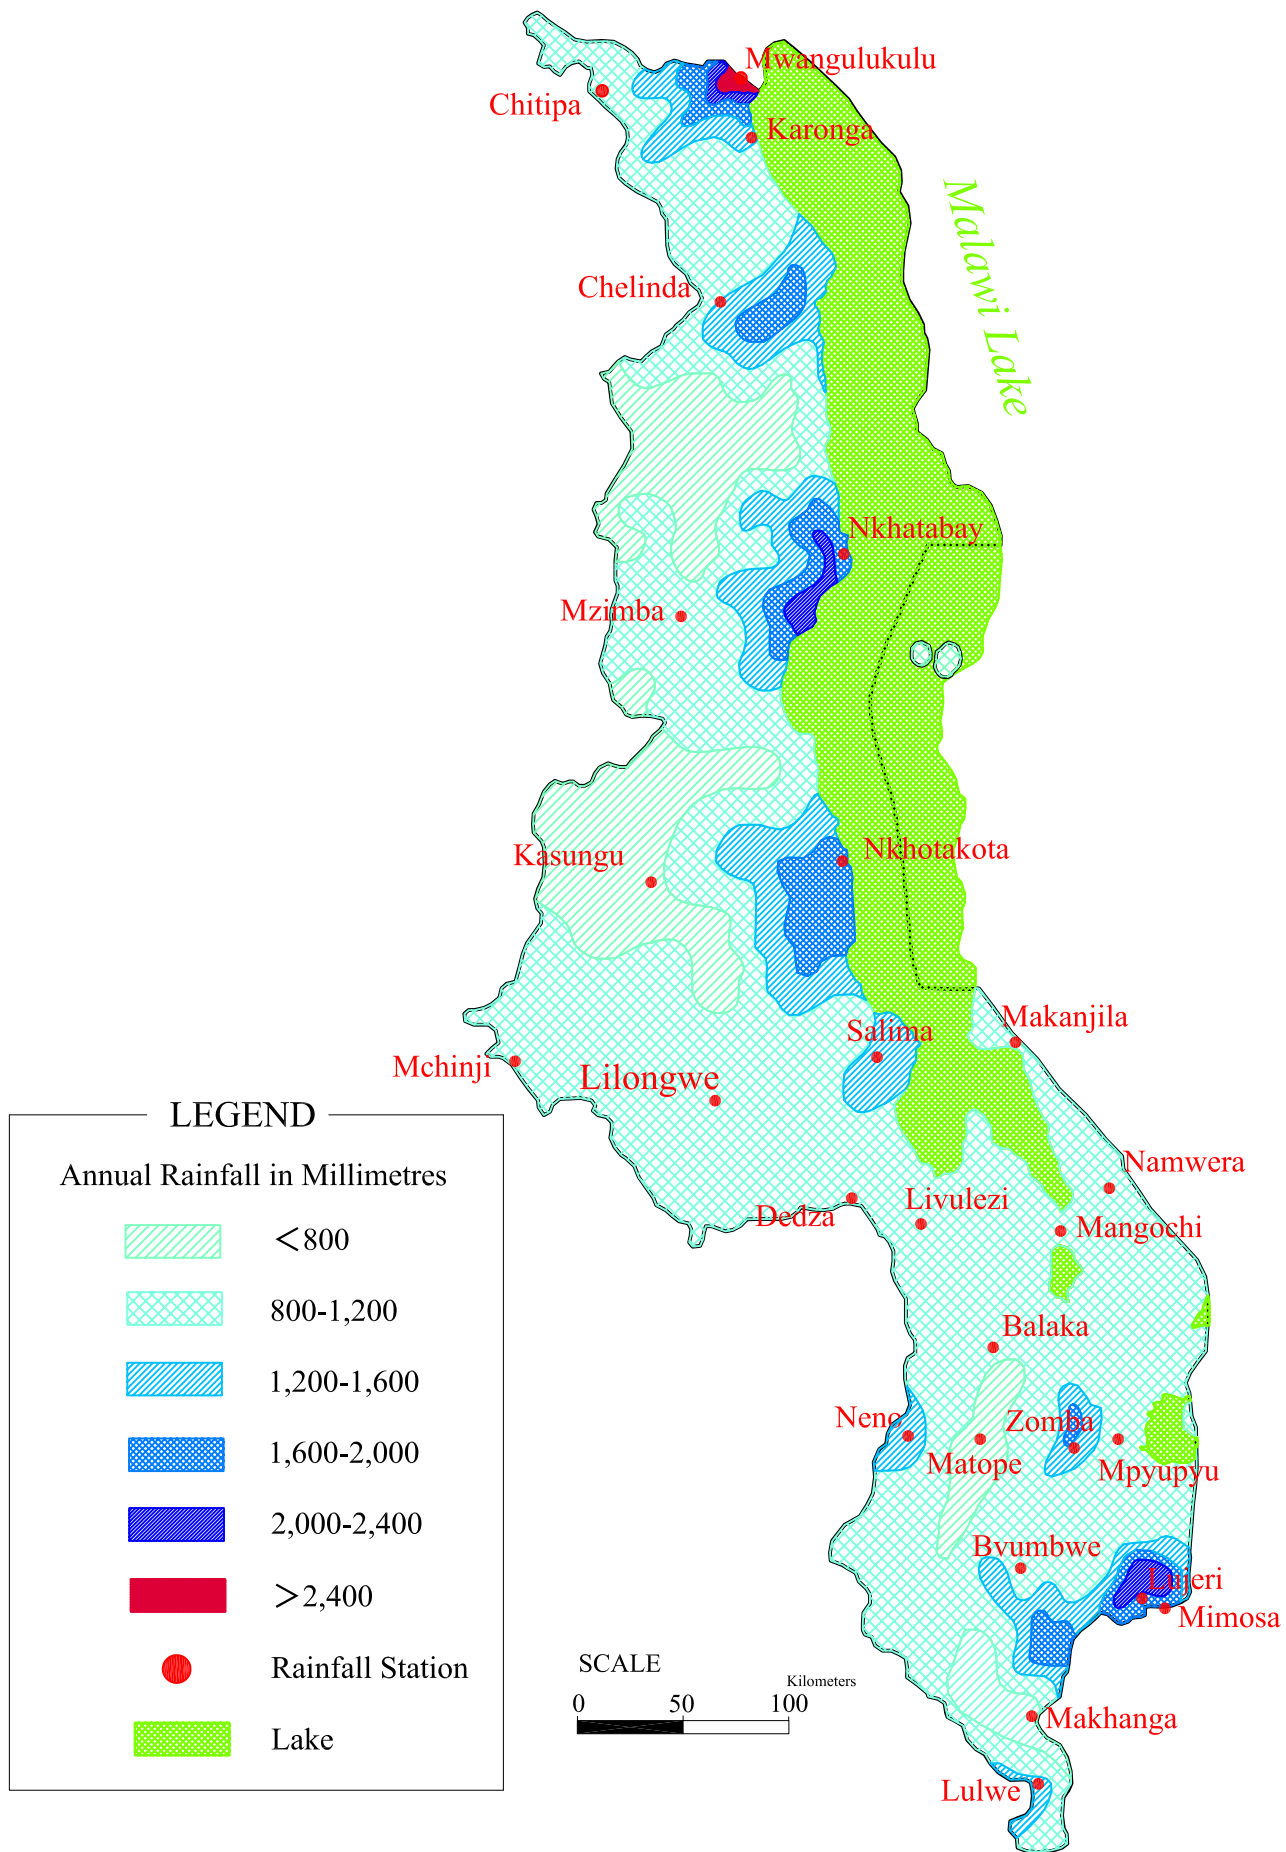 Mwangulukulu
Chitipa
Karonga
Malawi Lake
Chelinda
Nkhatabay
Mzimba
Nkhotakota
Kasungu
Makanjila
Salima
Mchinji
Lilongwe
Namwera
Livulezi
Dedza
Mangochi
Balaka
Neno
Zomba
Matope
Mpyupyu
Bvumbwe
Lujeri
Mimosa
Makhanga
Lulwe
LEGEND
Annual Rainfall in Millimetres
<800
800-1,200
1,200-1,600
1,600-2,000
2,000-2,400
>2,400
Rainfall Station
Lake
SCALE
Kilometers
0 50 100